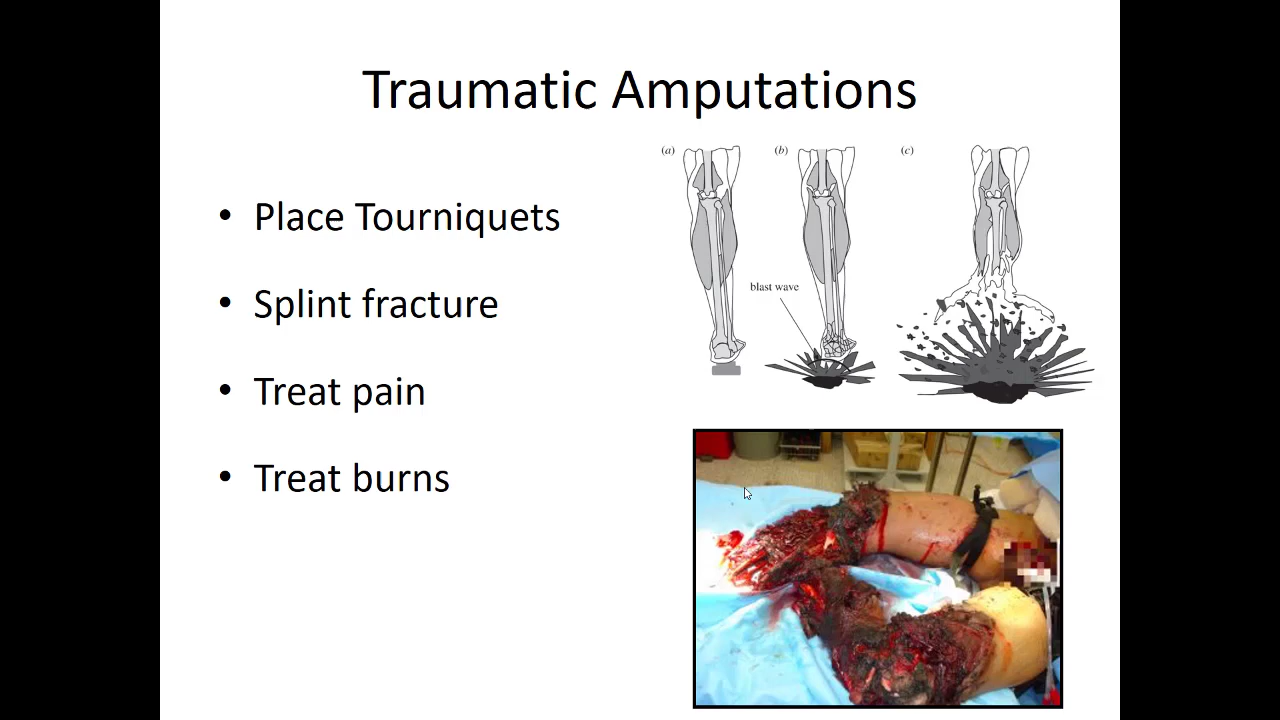 Traumatic Amputations
(a)
(b)
(c)
• Place Tourniquets
blast wave
• Splint fracture
• Treat pain
• Treat burns